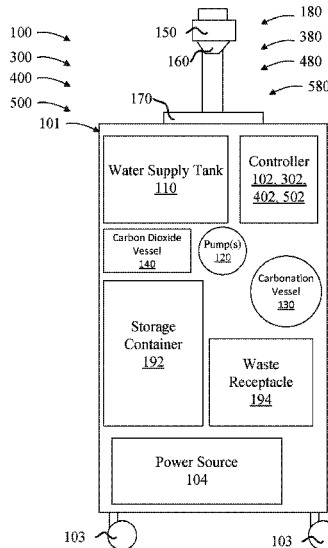 150
180
100
380
160
300
480
400
580
500
170
101
Water Supply Tank
110
Controller
102, 302,
402, 502
Carbon Dioxide
Vessel
140
Pump(s)
120
Carbonation
Vessel
130
Storage
Container
192
Waste
Receptacle
194
Power Source
104
103
103